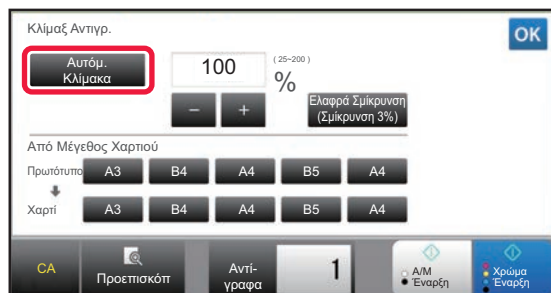 Κλίμαξ Αντιγρ.
OK
Αυτόμ.
Κλίμακα
100
( 25~200 )
%
−
+
Ελαφρά Σμίκρυνση
(Σμίκρυνση 3%)
Από Μέγεθος Χαρτιού
Πρωτότυπο A3 B4 A4 B5 A4
Χαρτί A3 B4 A4 B5 A4
CA
Προεπισκόπ
Αντί-
γραφα
1
Α/Μ
Έναρξη
Χρώμα
Έναρξη